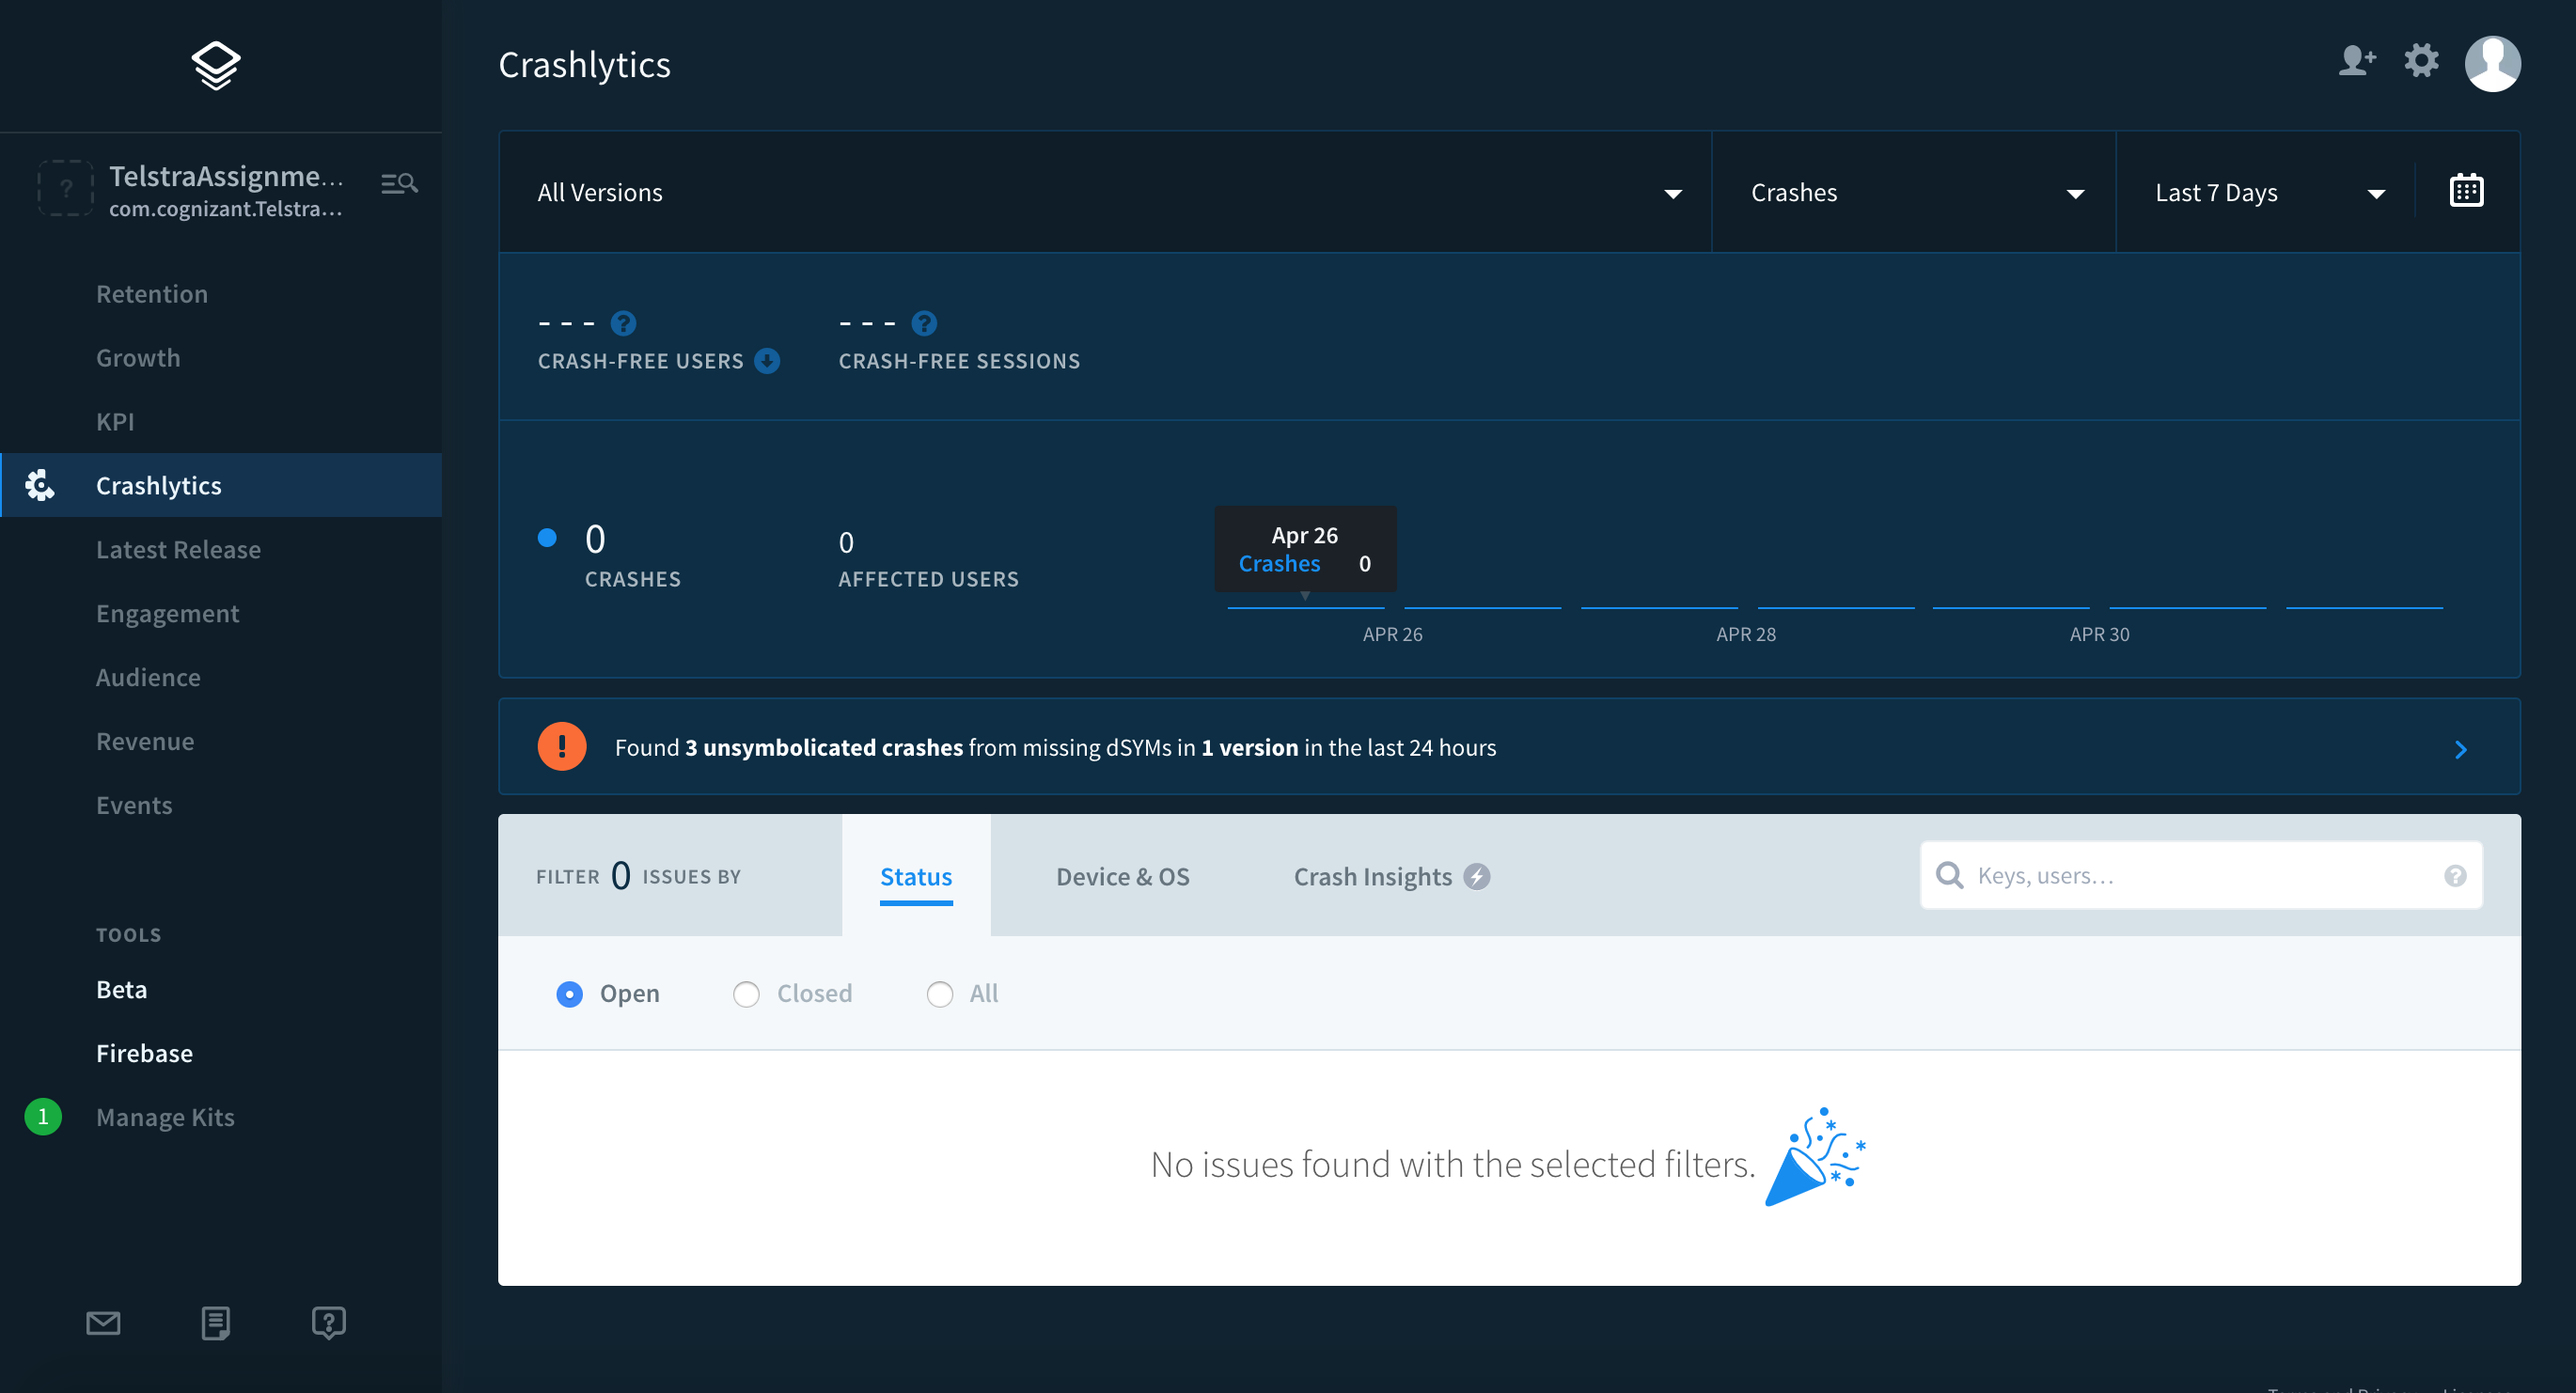 Crashlytics
?
TelstraAssignme...
com.cognizant.Telstra...
Retention
Growth
KPI
Crashlytics
Latest Release
Engagement
Audience
Revenue
Events
TOOLS
Beta
Firebase
1 Manage Kits
All Versions
Crashes
Last 7 Days
--- ? --- ?
CRASH-FREE USERS CRASH-FREE SESSIONS
0 CRASHES
0 AFFECTED USERS
Apr 26
Crashes 0
APR 26 APR 28 APR 30
! Found 3 unsymbolicated crashes from missing dSYMs in 1 version in the last 24 hours
FILTER 0 ISSUES BY Status Device & OS Crash Insights Keys, users... ?
Open Closed All
No issues found with the selected filters.
?